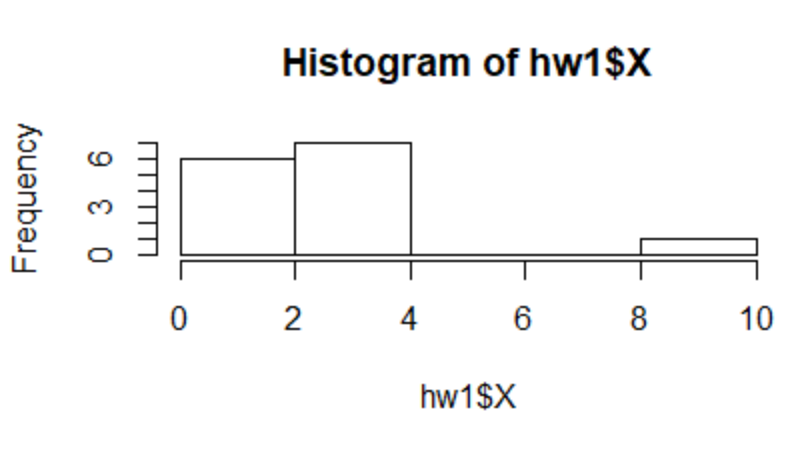 Histogram of hw1$X
Frequency
6
3
0
0 2 4 6 8 10
hw1$X